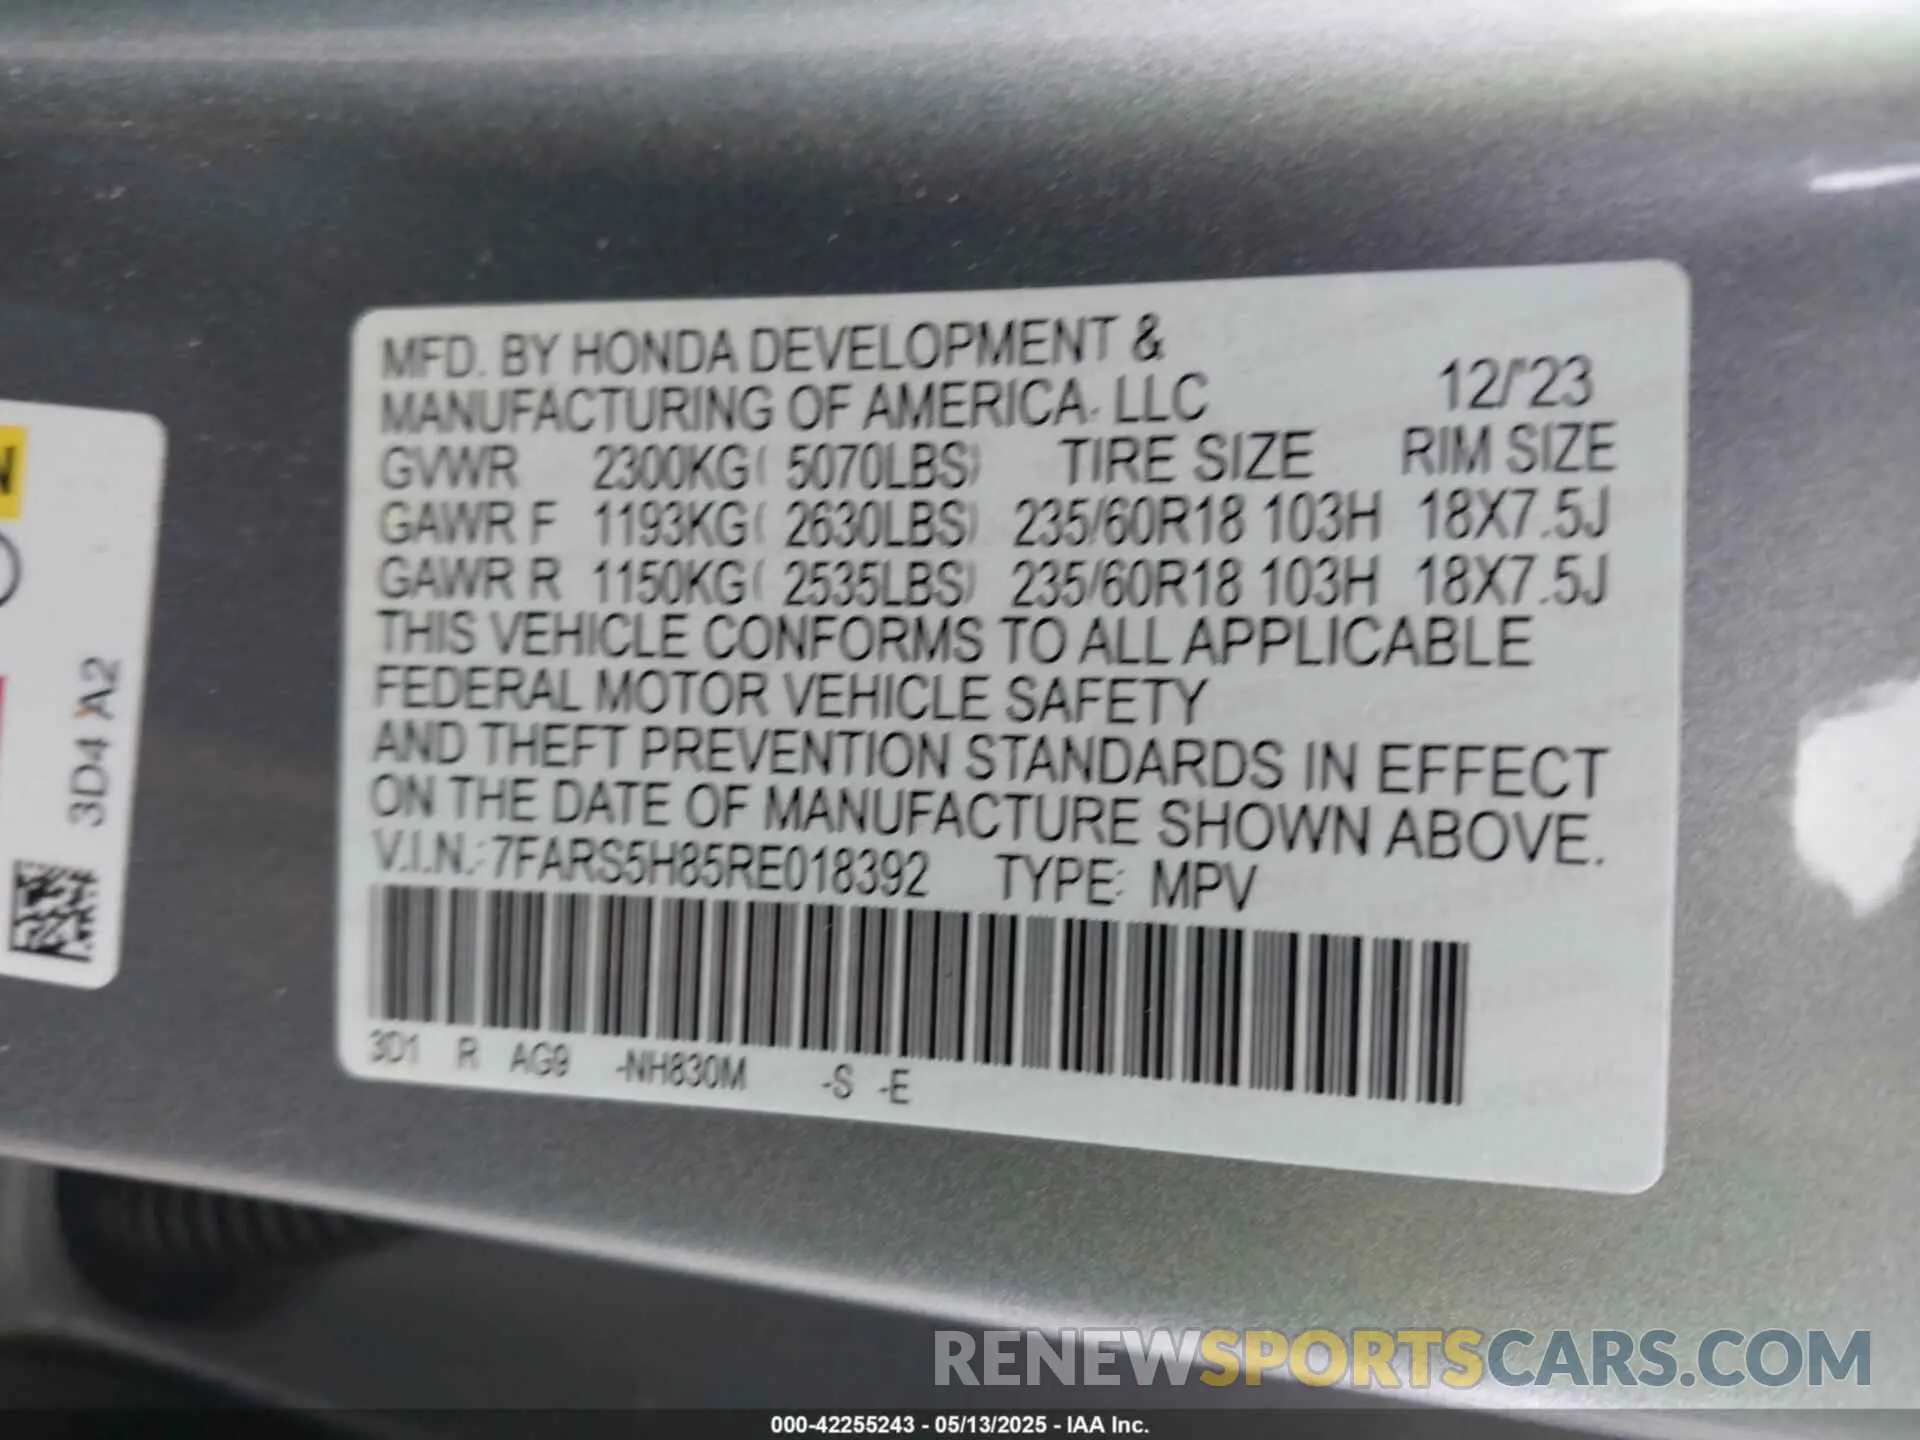 MFD. BY HONDA DEVELOPMENT &
MANUFACTURING OF AMERICA, LLC 12/'23
GVWR 2300KG( 5070LBS) TIRE SIZE RIM SIZE
GAWR F 1193KG( 2630LBS) 235/60R18 103H 18X7.5J
GAWR R 1150KG( 2535LBS) 235/60R18 103H 18X7.5J
THIS VEHICLE CONFORMS TO ALL APPLICABLE
FEDERAL MOTOR VEHICLE SAFETY
AND THEFT PREVENTION STANDARDS IN EFFECT
ON THE DATE OF MANUFACTURE SHOWN ABOVE.
V.I.N.: 7FARS5H85RE018392 TYPE: MPV
3D1 R AG9 -NH830M -S -E
3D4 A2
RENEWSPORTSCARS.COM
000-42255243 - 05/13/2025 - IAA Inc.